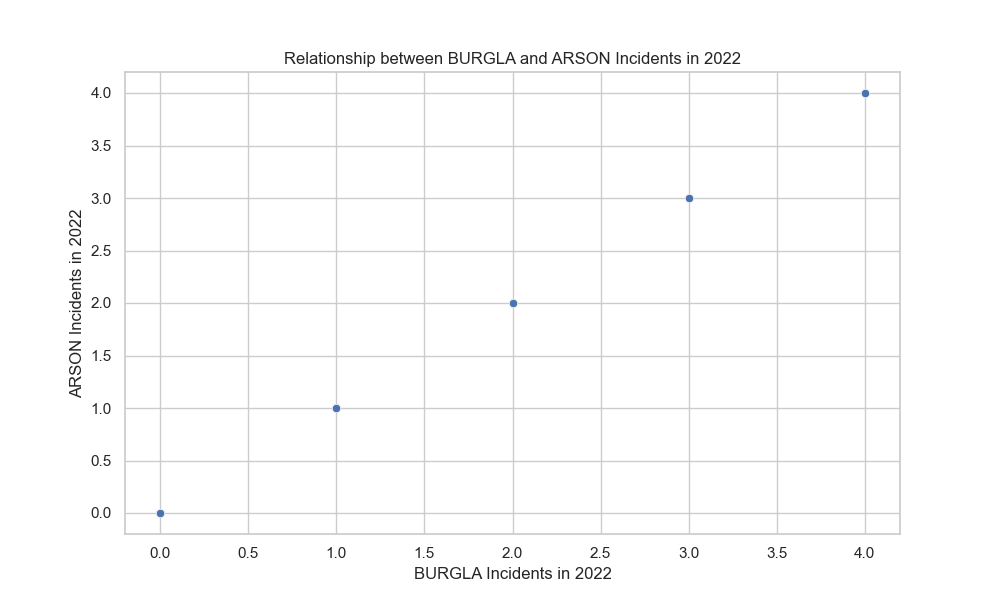 Relationship between BURGLA and ARSON Incidents in 2022
4.0
3.5
3.0
2.5
2.0
1.5
1.0
0.5
0.0
ARSON Incidents in 2022
0.0 0.5 1.0 1.5 2.0 2.5 3.0 3.5 4.0
BURGLA Incidents in 2022